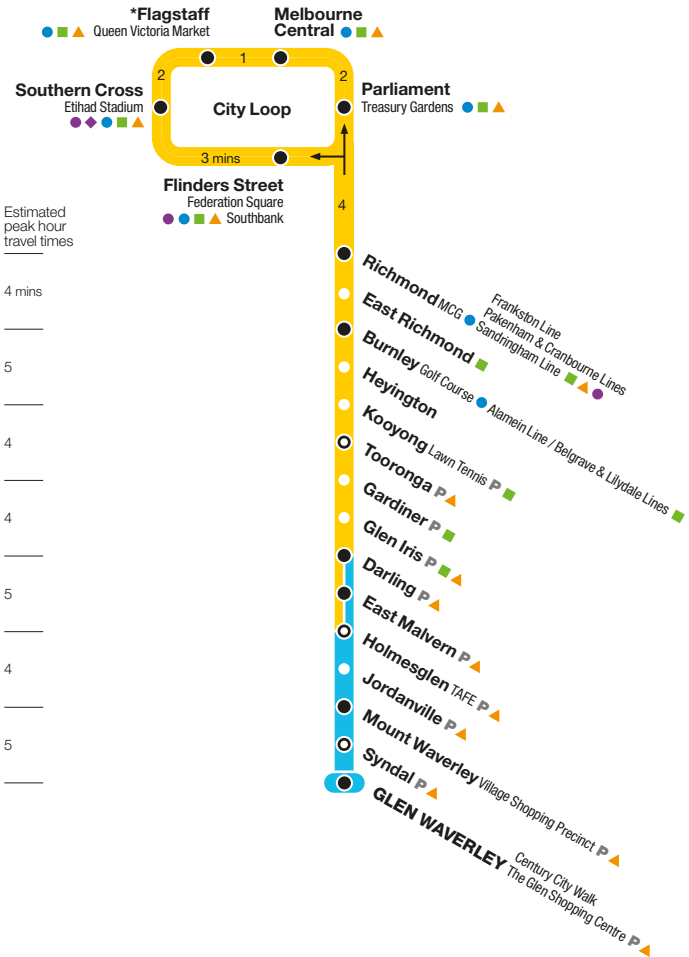 *Flagstaff
Queen Victoria Market
Melbourne
Central
1
2
2
Southern Cross
Etihad Stadium
City Loop
Parliament
Treasury Gardens
3 mins
Flinders Street
Federation Square
Southbank
4
Estimated
peak hour
travel times
4 mins
5
4
4
5
4
5
Richmond MCG
Frankston Line
Pakenham & Cranbourne Lines
Sandringham Line
East Richmond
Burnley Golf Course Alamein Line / Belgrave & Lilydale Lines
Heyington
Kooyong Lawn Tennis P
Tooronga P
Gardiner P
Glen Iris P
Darling P
East Malvern P
Holmesglen TAFE P
Jordanville P
Mount Waverley Village Shopping Precinct P
Syndal P
GLEN WAVERLEY
Century City Walk
The Glen Shopping Centre P